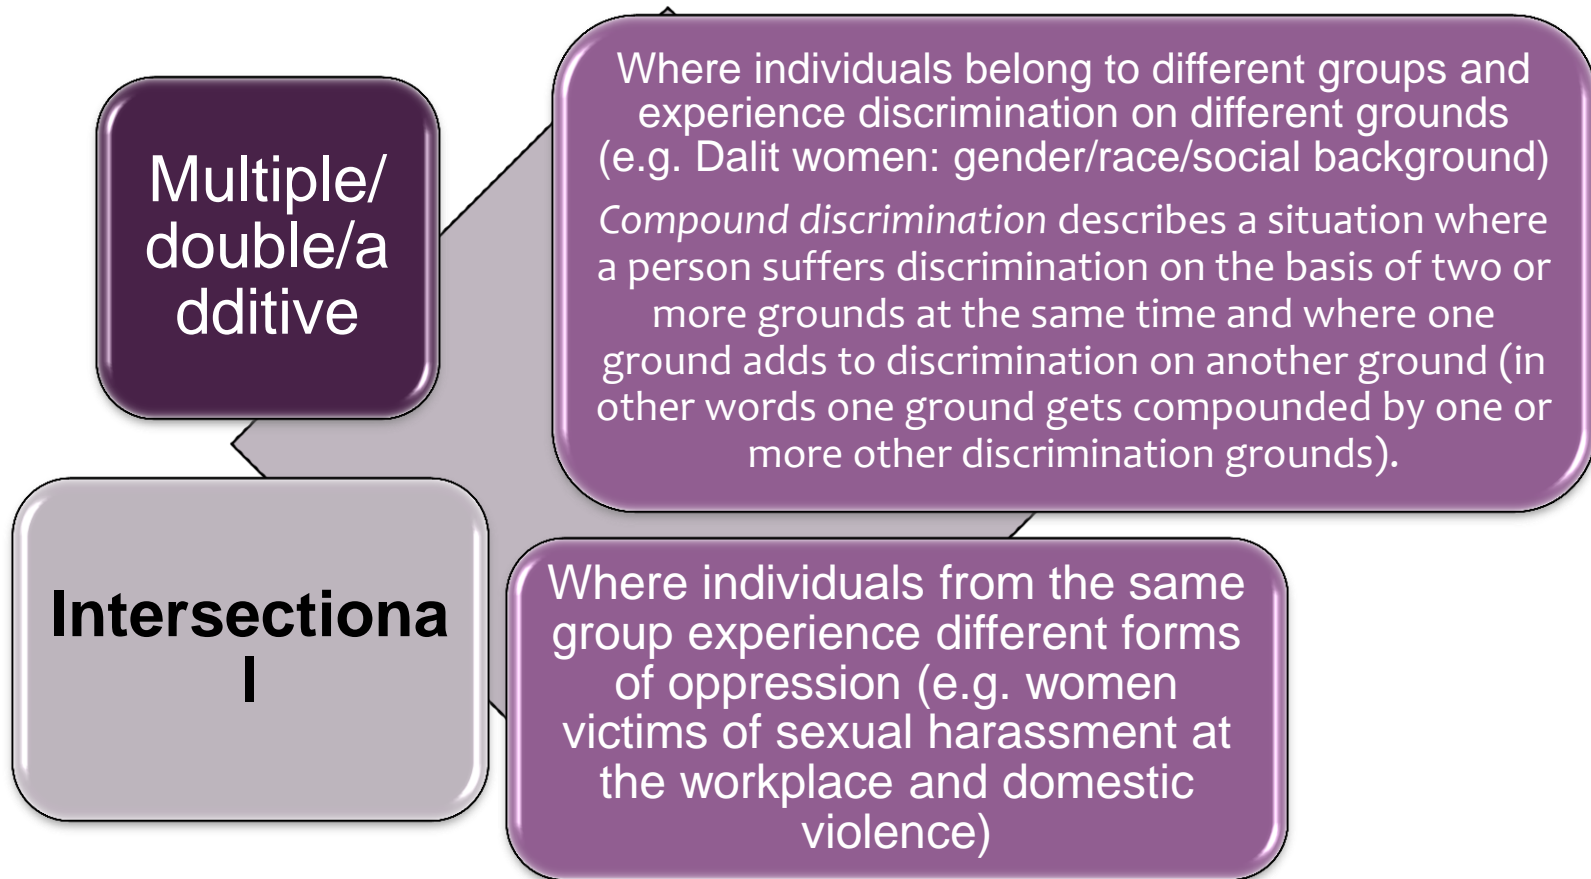 Multiple/
double/a
dditive
Where individuals belong to different groups and
experience discrimination on different grounds
(e.g. Dalit women: gender/race/social background)
Compound discrimination describes a situation where
a person suffers discrimination on the basis of two or
more grounds at the same time and where one
ground adds to discrimination on another ground (in
other words one ground gets compounded by one or
more other discrimination grounds).
Intersectiona
l
Where individuals from the same
group experience different forms
of oppression (e.g. women
victims of sexual harassment at
the workplace and domestic
violence)